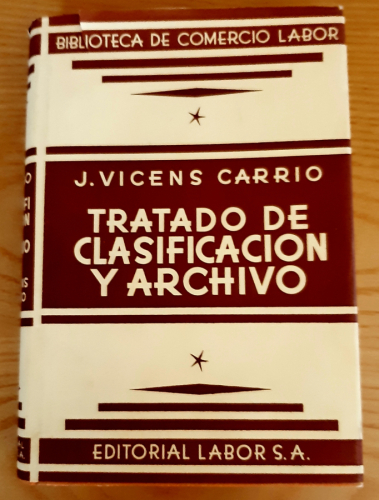 BIBLIOTECA DE COMERCIO LABOR
J. VICENS CARRIO
TRATADO DE
CLASIFICACION
Y ARCHIVO
EDITORIAL LABOR S.A.